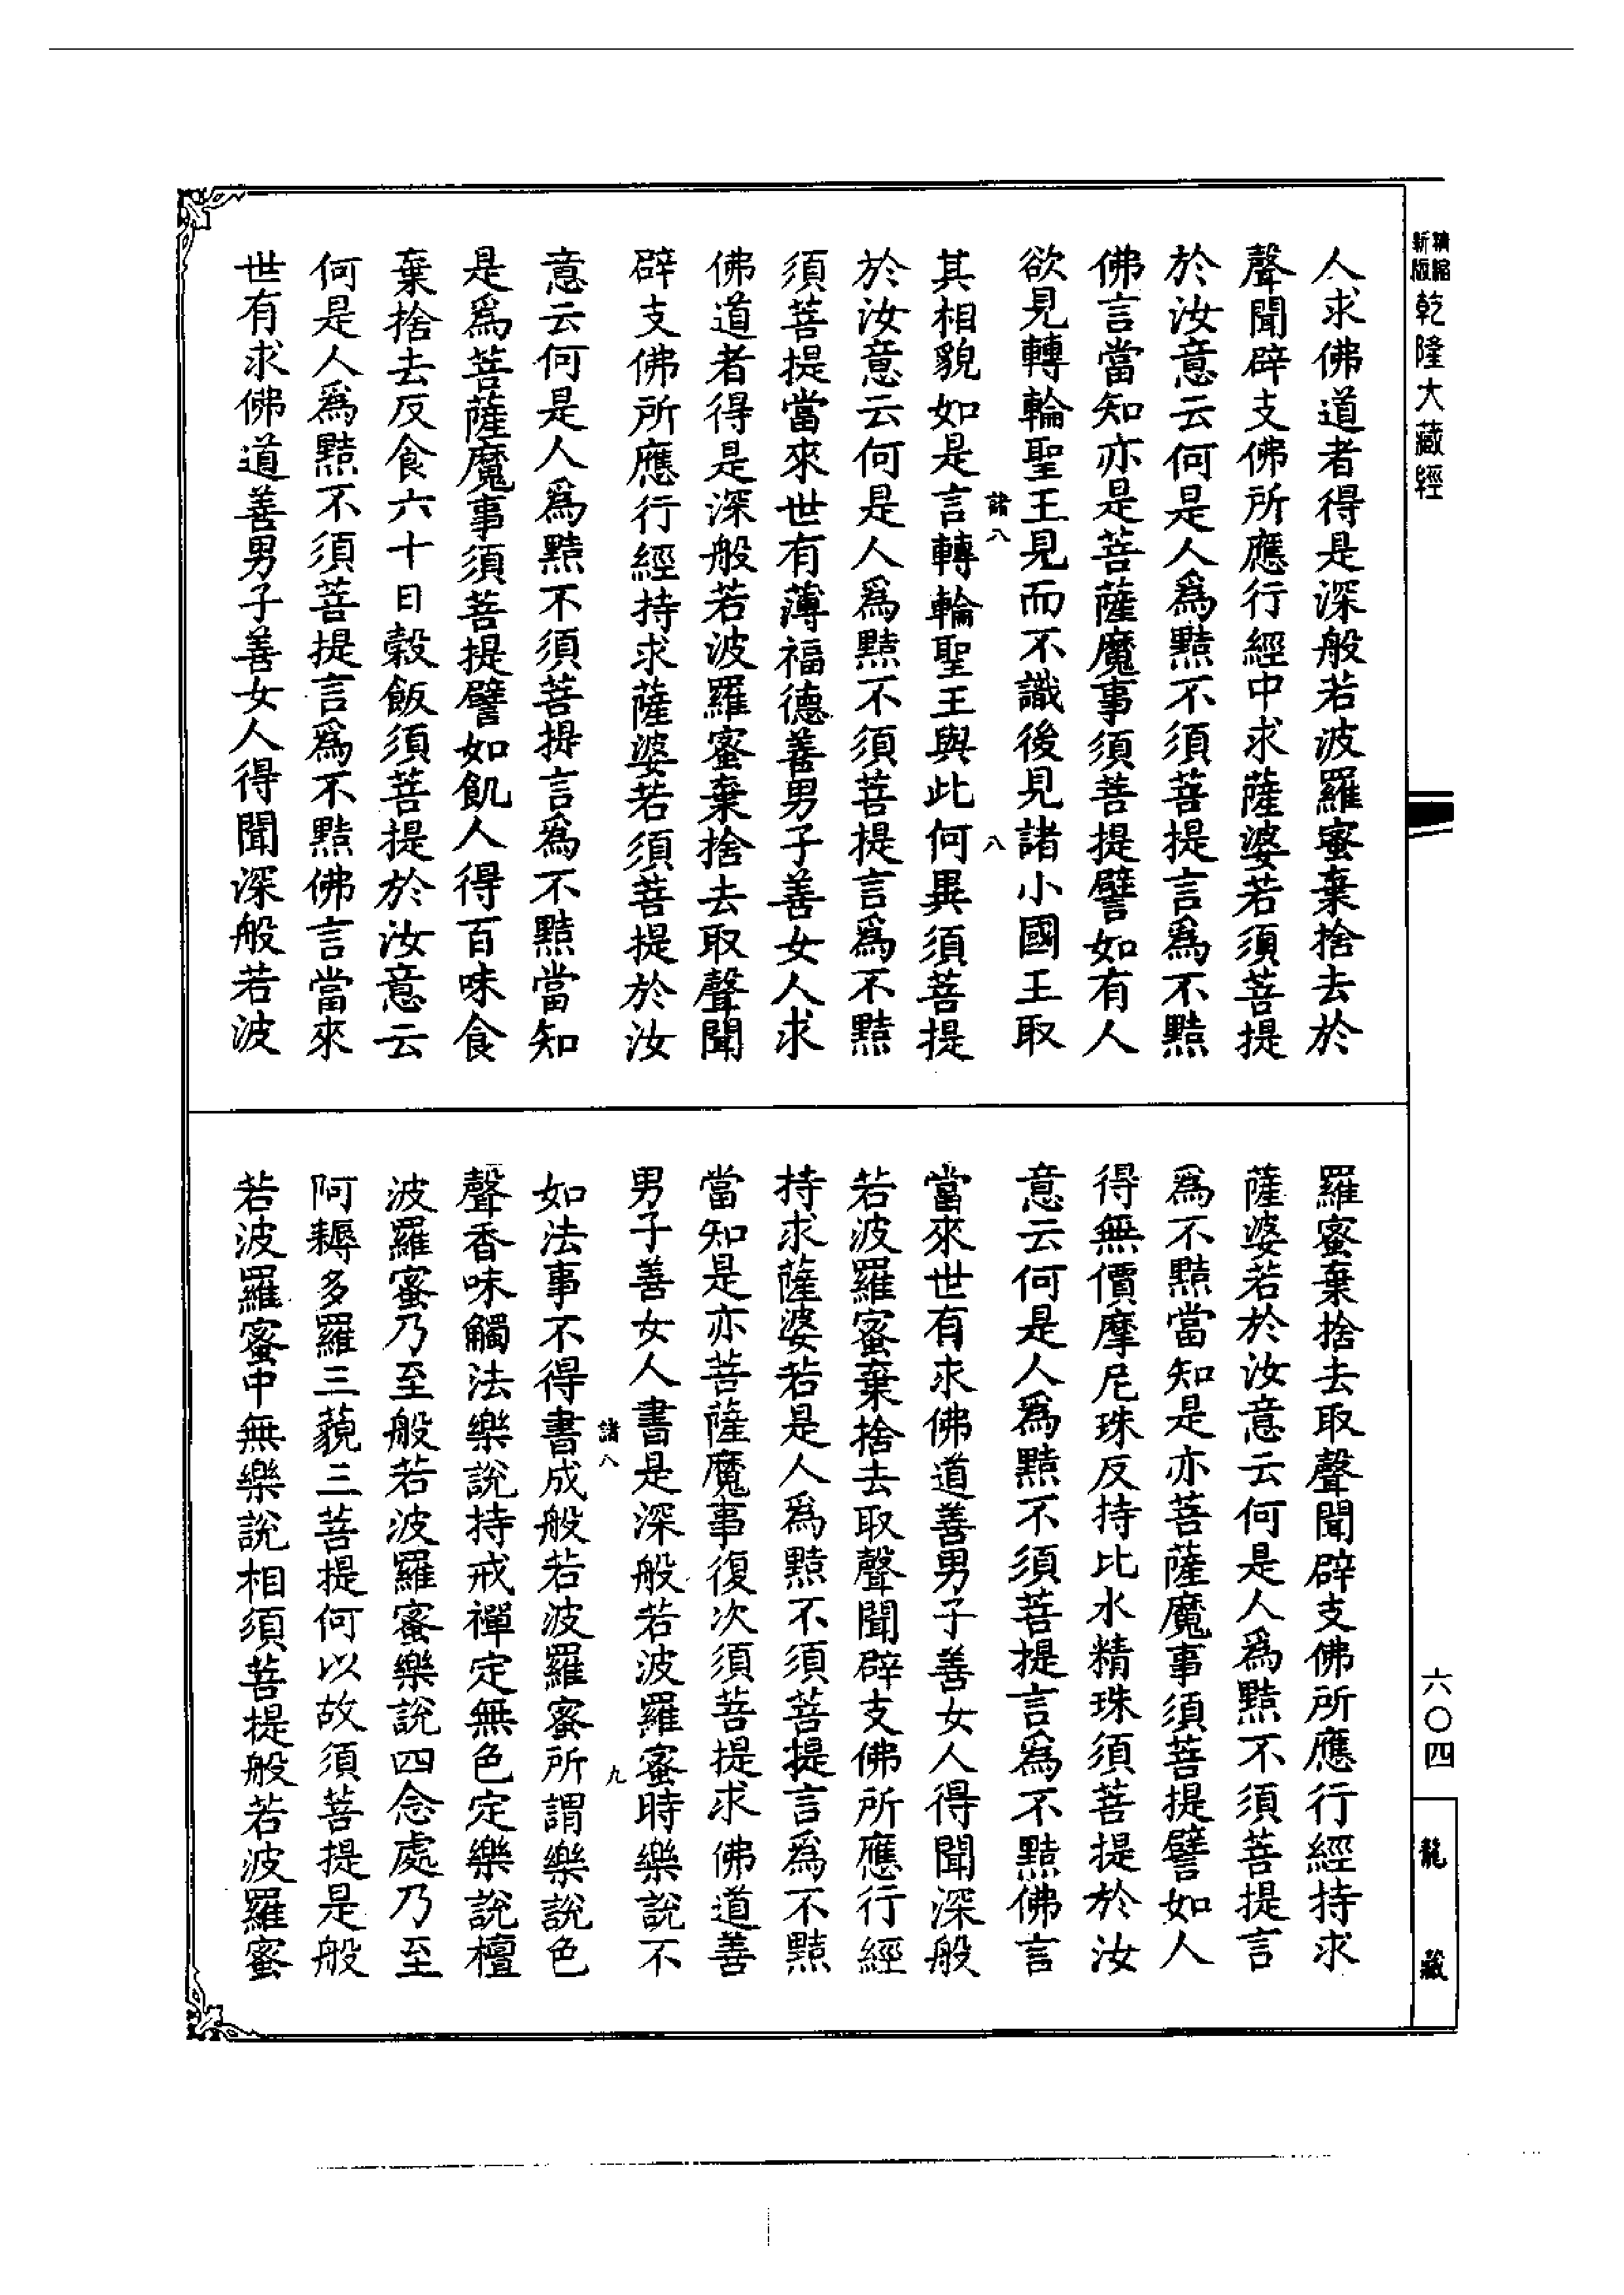 精縮新版乾隆大藏經
人求佛道者得是深般若波羅蜜棄捨去於
聲聞辟支佛所應行經中求薩婆若須菩提
於汝意云何是人爲黠不須菩提言爲不黠
佛言當知亦是菩薩魔事須菩提譬如有人
欲見轉輪聖王見而不識後見諸小國王取
諸八 八
其相貌如是言轉輪聖王與此何異須菩提
於汝意云何是人爲黠不須菩提言爲不黠
須菩提當來世有薄福德善男子善女人求
佛道者得是深般若波羅蜜棄捨去取聲聞
辟支佛所應行經持求薩婆若須菩提於汝
意云何是人爲黠不須菩提言爲不黠當知
是爲菩薩魔事須菩提譬如飢人得百味食
棄捨去反食六十日穀飯須菩提於汝意云
何是人爲黠不須菩提言爲不黠佛言當來
世有求佛道善男子善女人得聞深般若波
羅蜜棄捨去取聲聞辟支佛所應行經持求
薩婆若於汝意云何是人爲黠不須菩提言
爲不黠當知是亦菩薩魔事須菩提譬如人
得無價摩尼珠反持比水精珠須菩提於汝
意云何是人爲黠不須菩提言爲不黠佛言
當來世有求佛道善男子善女人得聞深般
若波羅蜜棄捨去取聲聞辟支佛所應行經
持求薩婆若是人爲黠不須菩提言爲不黠
當知是亦菩薩魔事復次須菩提求佛道善
男子善女人書是深般若波羅蜜時樂說不
諸八 九
如法事不得書成般若波羅蜜所謂樂說色
聲香味觸法樂說持戒禪定無色定樂說檀
波羅蜜乃至般若波羅蜜樂說四念處乃至
阿耨多羅三藐三菩提何以故須菩提是般
若波羅蜜中無樂說相須菩提般若波羅蜜
六〇四
龍藏